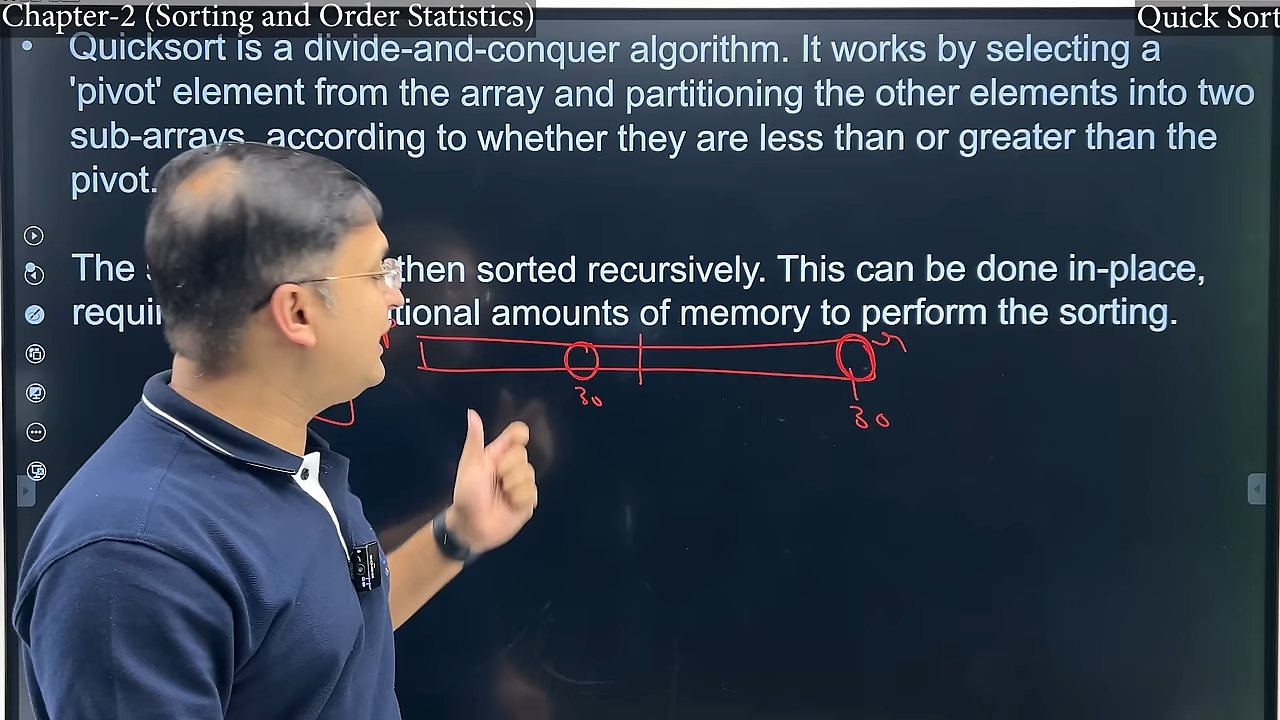 Chapter-2 (Sorting and Order Statistics)
Quick Sort
• Quicksort is a divide-and-conquer algorithm. It works by selecting a
'pivot' element from the array and partitioning the other elements into two
sub-arrays, according to whether they are less than or greater than the
pivot.
The then sorted recursively. This can be done in-place,
amounts of memory to perform the sorting.
30
30